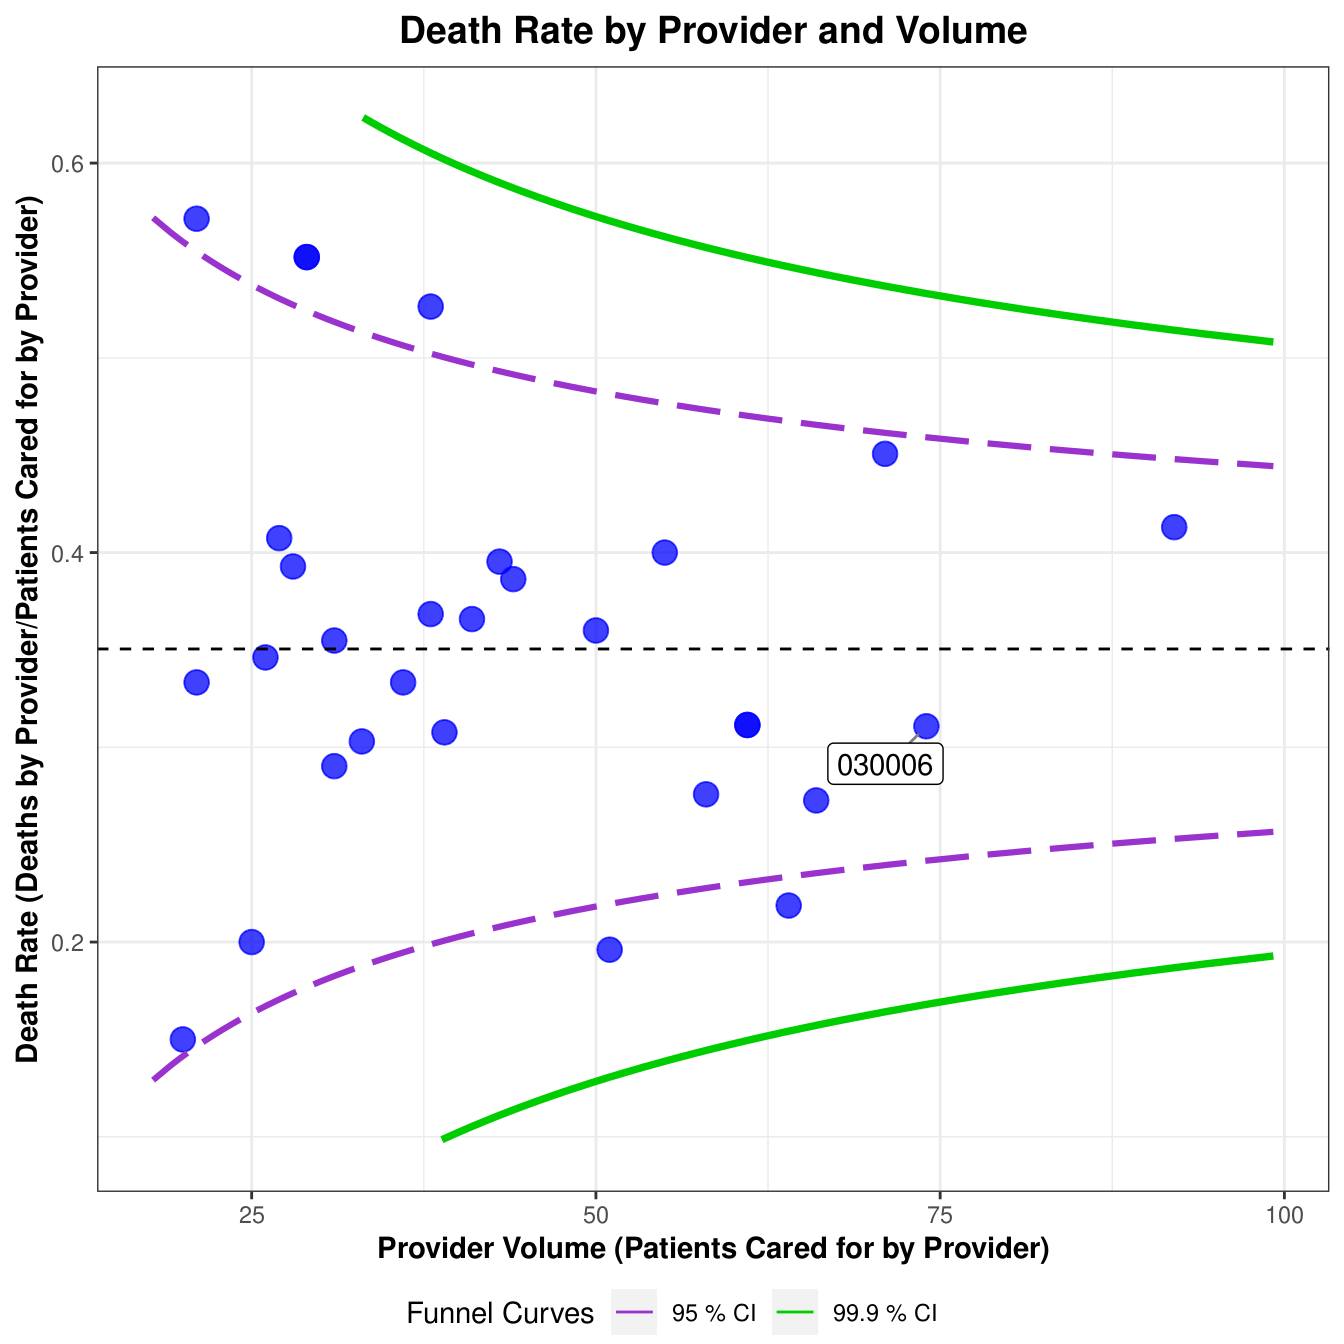 Death Rate by Provider and Volume
Death Rate (Deaths by Provider/Patients Cared for by Provider)
0.6
0.4
0.2
030006
25 50 75 100
Provider Volume (Patients Cared for by Provider)
Funnel Curves 95 % CI 99.9 % CI